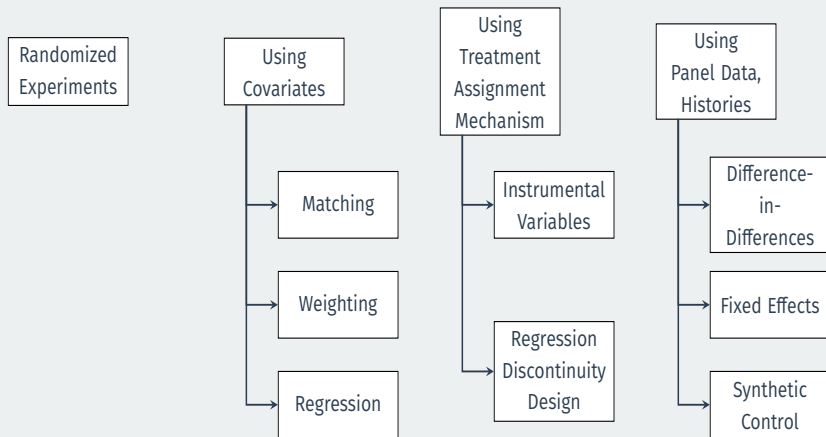 Randomized
Experiments
Using
Covariates
Matching
Weighting
Regression
Using
Treatment
Assignment
Mechanism
Instrumental
Variables
Regression
Discontinuity
Design
Using
Panel Data,
Histories
Difference-
in-
Differences
Fixed Effects
Synthetic
Control